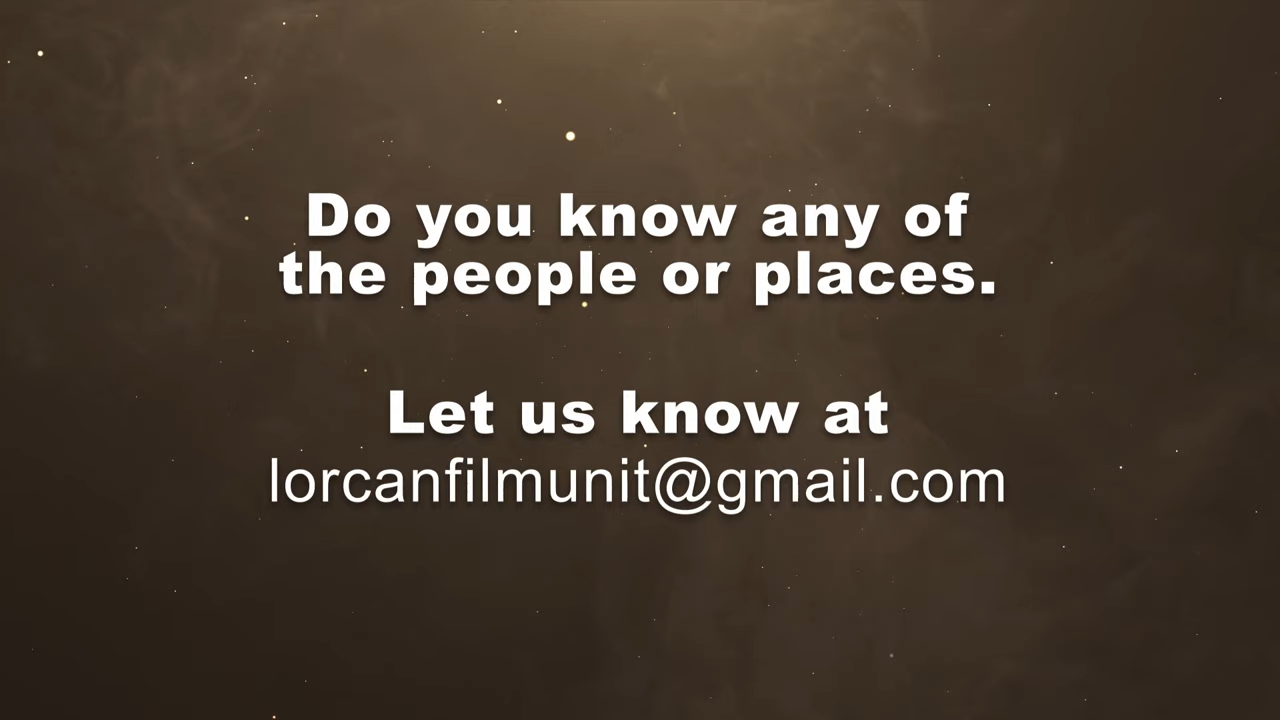 Do you know any of
the people or places.
Let us know at
lorcanfilmunit@gmail.com